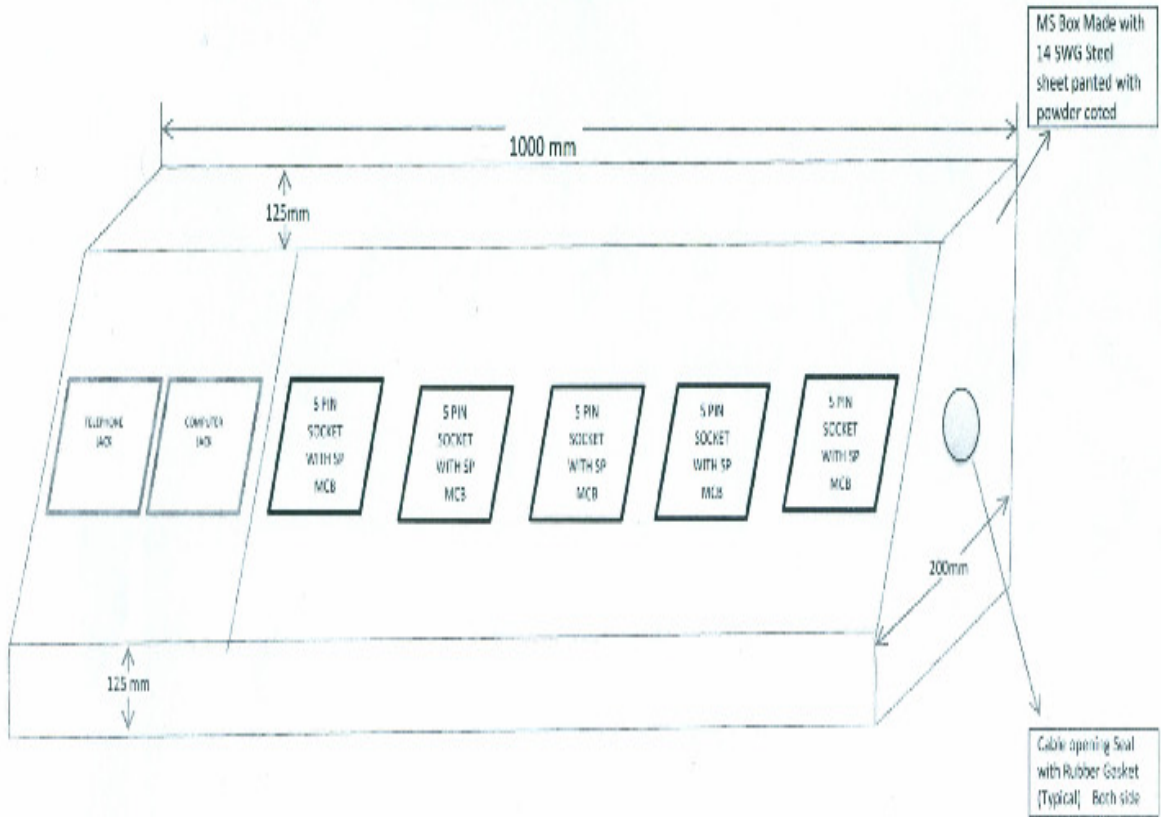 MS Box Made with
14 SWG Steel
sheet panted with
powder coted
1000 mm
125mm
TELEPHONE
JACK
COMPUTER
JACK
5 PIN
SOCKET
WITH SP
MCB
5 PIN
SOCKET
WITH SP
MCB
5 PIN
SOCKET
WITH SP
MCB
5 PIN
SOCKET
WITH SP
MCB
5 PIN
SOCKET
WITH SP
MCB
200mm
125 mm
Cable opening Seal
with Rubber Gasket
(Typical) Both side